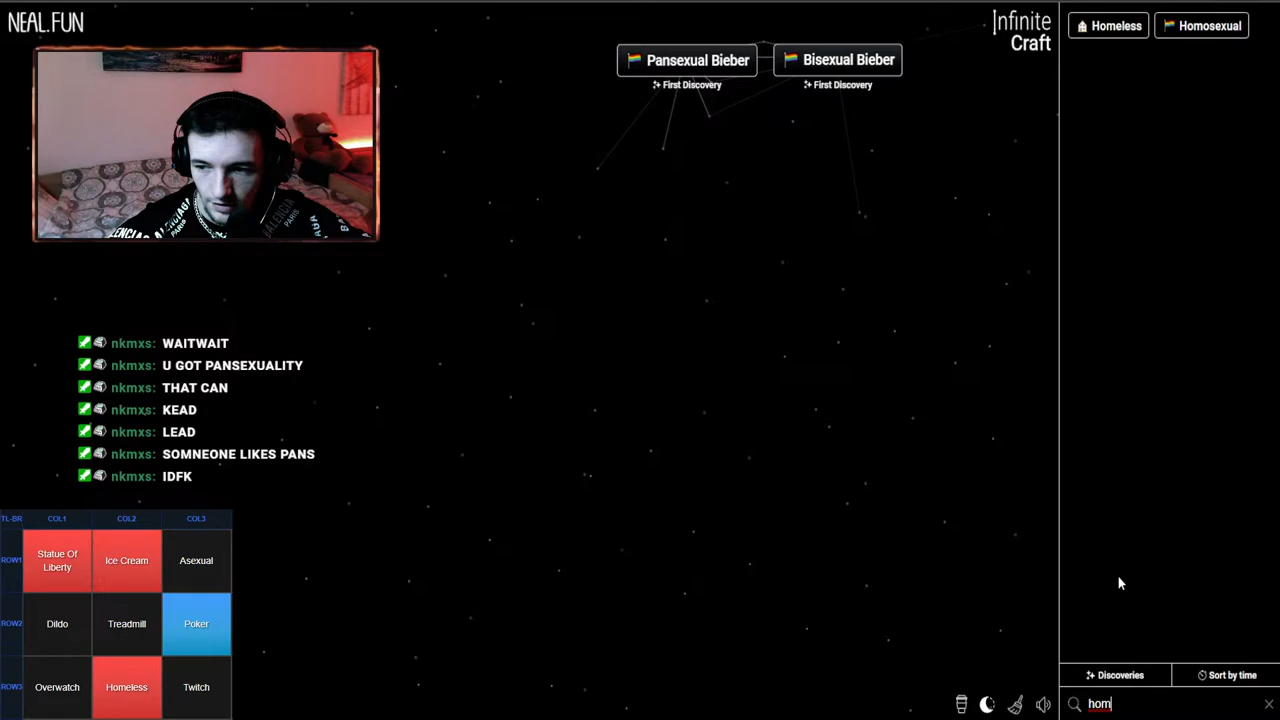 NEAL.FUN
Infinite
Craft
Homeless
Homosexual
Pansexual Bieber
First Discovery
Bisexual Bieber
First Discovery
BALENCIAGA
PARIS
nkmxs: WAITWAIT
nkmxs: U GOT PANSEXUALITY
nkmxs: THAT CAN
nkmxs: KEAD
nkmxs: LEAD
nkmxs: SOMNEONE LIKES PANS
nkmxs: IDFK
TL-BR COL1 COL2 COL3
ROW1
Statue Of
Liberty
Ice Cream
Asexual
ROW2
Dildo
Treadmill
Poker
ROW3
Overwatch
Homeless
Twitch
Discoveries
Sort by time
hom